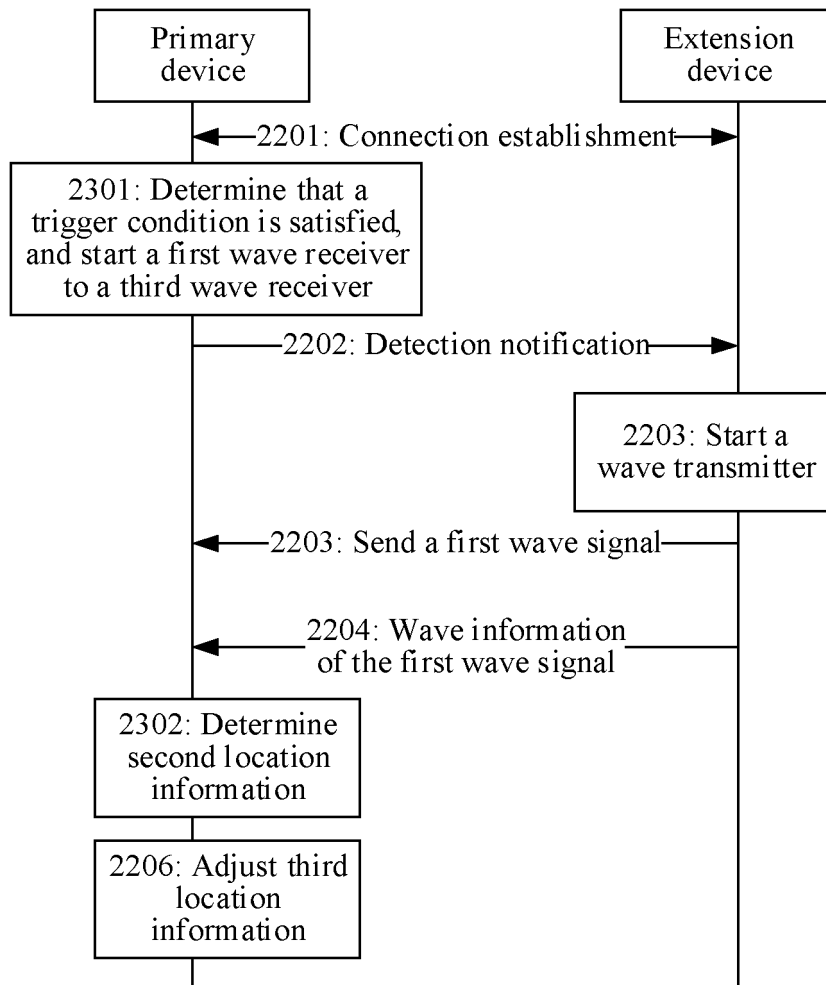 Primary
device
Extension
device
2201: Connection establishment
2301: Determine that a
trigger condition is satisfied,
and start a first wave receiver
to a third wave receiver
2202: Detection notification
2203: Start a
wave transmitter
2203: Send a first wave signal
2204: Wave information
of the first wave signal
2302: Determine
second location
information
2206: Adjust third
location
information